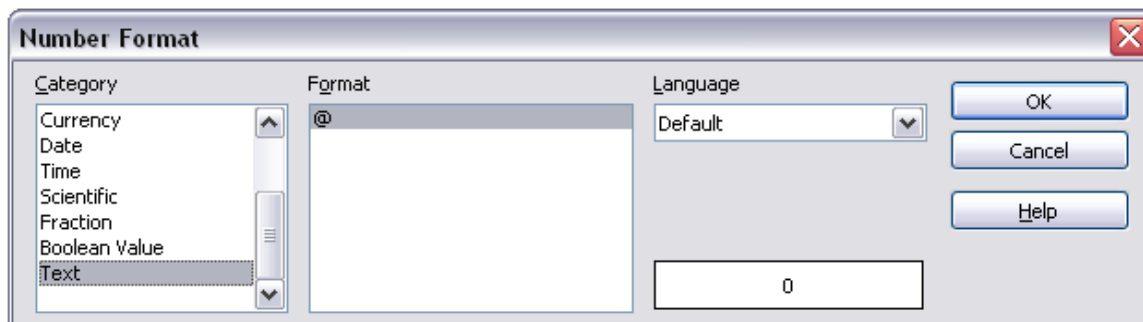 Number Format
Category
Currency
Date
Time
Scientific
Fraction
Boolean Value
Text
Format
@
Language
Default
0
OK
Cancel
Help